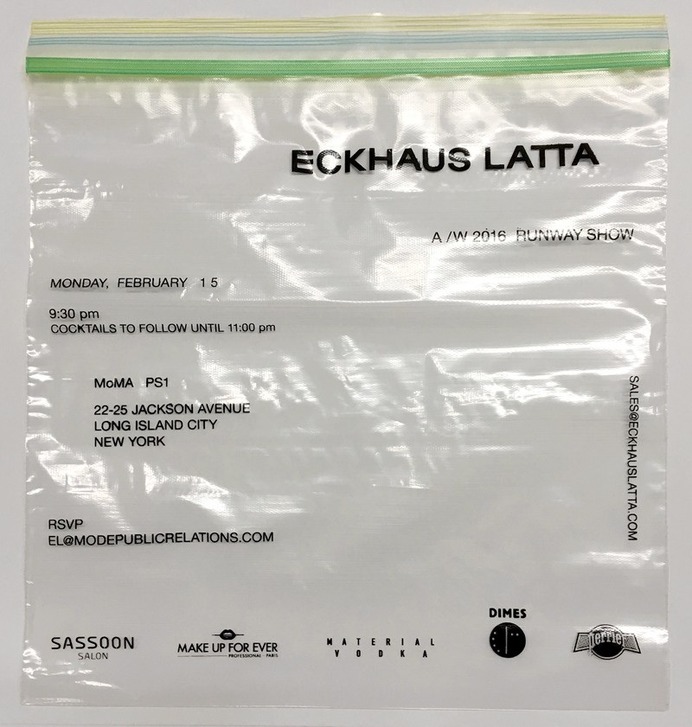 ECKHAUS LATTA
A/W 2016 RUNWAY SHOW
MONDAY, FEBRUARY 15
9:30 pm
COCKTAILS TO FOLLOW UNTIL 11:00 pm
MoMA PS1
22-25 JACKSON AVENUE
LONG ISLAND CITY
NEW YORK
SALES@ECKHAUSLATTA.COM
RSVP
EL@MODEPUBLICRELATIONS.COM
SASSOON
SALON
MAKE UP FOR EVER
PROFESSIONAL - PARIS
MATERIAL
VODKA
DIMES
perrier